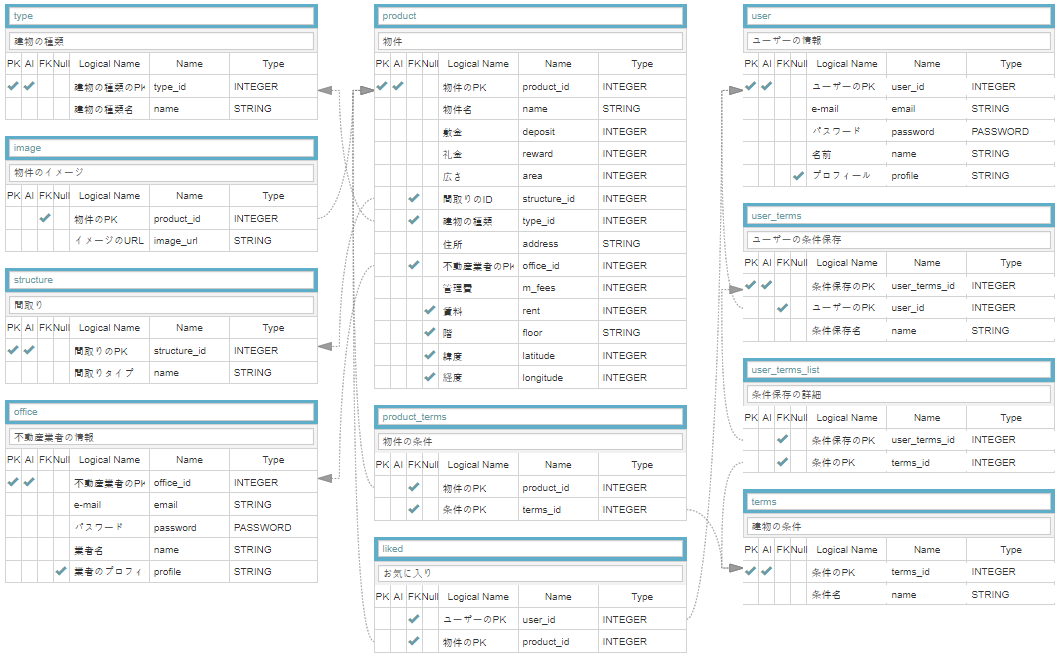 type
建物の種類
PK AI FK Null Logical Name Name Type
建物の種類のPK type_id INTEGER
建物の種類名 name STRING
image
物件のイメージ
PK AI FK Null Logical Name Name Type
物件のPK product_id INTEGER
イメージのURL image_url STRING
structure
間取り
PK AI FK Null Logical Name Name Type
間取りのPK structure_id INTEGER
間取りタイプ name STRING
office
不動産業者の情報
PK AI FK Null Logical Name Name Type
不動産業者のPK office_id INTEGER
e-mail email STRING
パスワード password PASSWORD
業者名 name STRING
業者のプロフィ profile STRING
product
物件
PK AI FK Null Logical Name Name Type
物件のPK product_id INTEGER
物件名 name STRING
敷金 deposit INTEGER
礼金 reward INTEGER
広さ area INTEGER
間取りのID structure_id INTEGER
建物の種類 type_id INTEGER
住所 address STRING
不動産業者のPK office_id INTEGER
管理費 m_fees INTEGER
賃料 rent INTEGER
階 floor STRING
緯度 latitude INTEGER
経度 longitude INTEGER
product_terms
物件の条件
PK AI FK Null Logical Name Name Type
物件のPK product_id INTEGER
条件のPK terms_id INTEGER
liked
お気に入り
PK AI FK Null Logical Name Name Type
ユーザーのPK user_id INTEGER
物件のPK product_id INTEGER
user
ユーザーの情報
PK AI FK Null Logical Name Name Type
ユーザーのPK user_id INTEGER
e-mail email STRING
パスワード password PASSWORD
名前 name STRING
プロフィール profile STRING
user_terms
ユーザーの条件保存
PK AI FK Null Logical Name Name Type
条件保存のPK user_terms_id INTEGER
ユーザーのPK user_id INTEGER
条件保存名 name STRING
user_terms_list
条件保存の詳細
PK AI FK Null Logical Name Name Type
条件保存のPK user_terms_id INTEGER
条件のPK terms_id INTEGER
terms
建物の条件
PK AI FK Null Logical Name Name Type
条件のPK terms_id INTEGER
条件名 name STRING